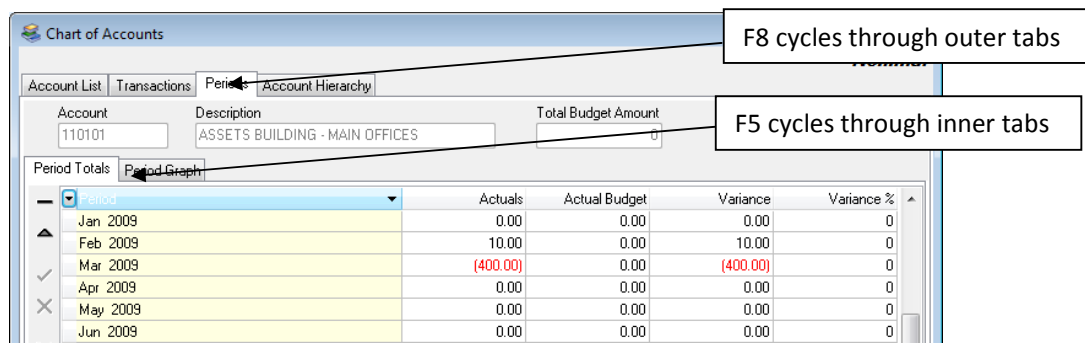 Chart of Accounts
F8 cycles through outer tabs
Account List Transactions Account Hierarchy
Account Description Total Budget Amount
110101 ASSETS BUILDING - MAIN OFFICES 0
F5 cycles through inner tabs
Period Totals Period Graph
Period Actuals Actual Budget Variance Variance %
Jan 2009 0.00 0.00 0.00 0
Feb 2009 10.00 0.00 10.00 0
Mar 2009 (400.00) 0.00 (400.00) 0
Apr 2009 0.00 0.00 0.00 0
May 2009 0.00 0.00 0.00 0
Jun 2009 0.00 0.00 0.00 0